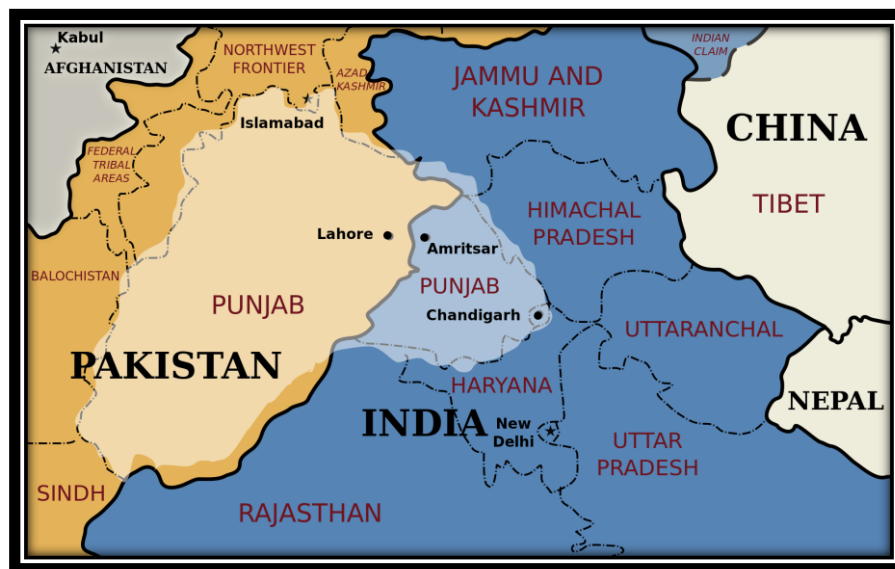 Kabul
AFGHANISTAN
NORTHWEST
FRONTIER
AZAD
KASHMIR
INDIAN
CLAIM
JAMMU AND
KASHMIR
Islamabad
CHINA
FEDERAL
TRIBAL
AREAS
TIBET
HIMACHAL
PRADESH
Lahore
Amritsar
BALOCHISTAN
PUNJAB
PUNJAB
Chandigarh
UTTARANCHAL
PAKISTAN
HARYANA
NEPAL
INDIA
New
Delhi
UTTAR
PRADESH
SINDH
RAJASTHAN